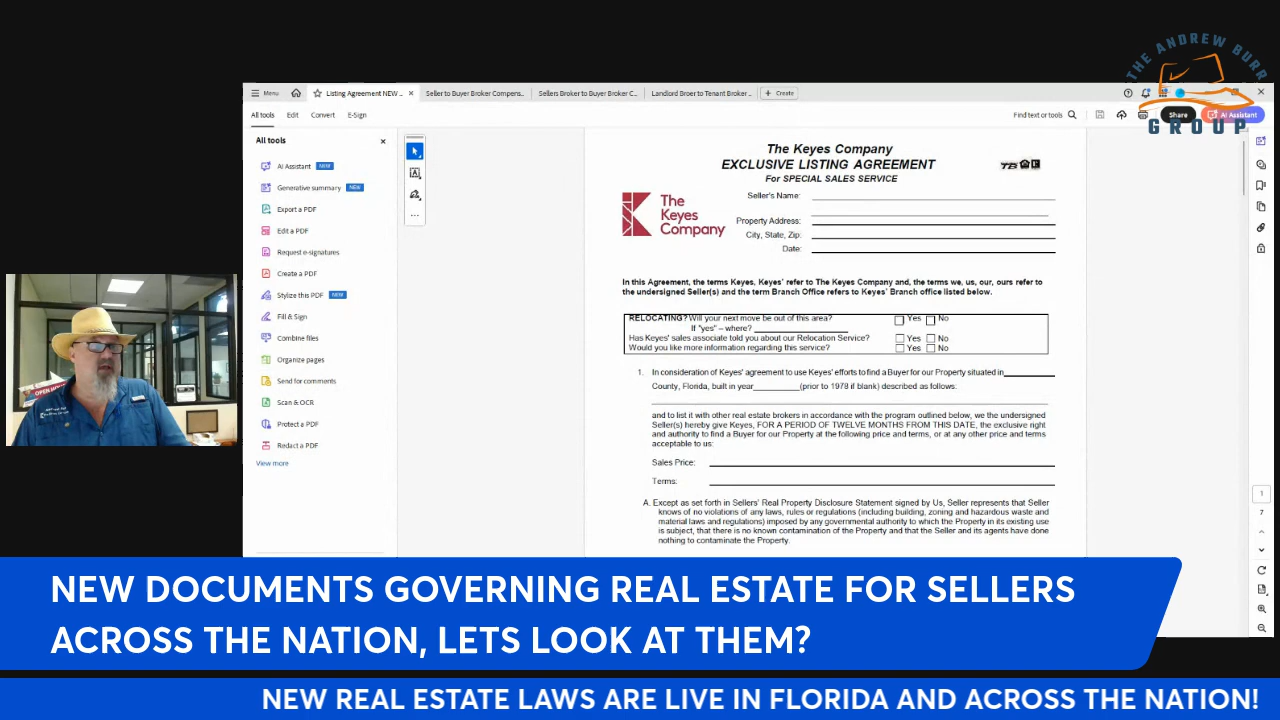 THE ANDREW BURR
GROUP
Menu
Listing Agreement NEW ...
Seller to Buyer Broker Compens...
Sellers Broker to Buyer Broker C...
Landlord Broer to Tenant Broker ...
Create
All tools
Edit
Convert
E-Sign
Find text or tools
Share
AI Assistant
All tools
AI Assistant NEW
Generative summary NEW
Export a PDF
Edit a PDF
Request e-signatures
Create a PDF
Stylize this PDF NEW
Fill & Sign
Combine files
Organize pages
Send for comments
Scan & OCR
Protect a PDF
Redact a PDF
View more
The Keyes Company
EXCLUSIVE LISTING AGREEMENT
For SPECIAL SALES SERVICE
The
Keyes
Company
Seller's Name:
Property Address:
City, State, Zip:
Date:
In this Agreement, the terms Keyes, Keyes' refer to The Keyes Company and, the terms we, us, our, ours refer to
the undersigned Seller(s) and the term Branch Office refers to Keyes' Branch office listed below.
RELOCATING? Will your next move be out of this area? Yes No
If "yes" – where?
Has Keyes' sales associate told you about our Relocation Service? Yes No
Would you like more information regarding this service? Yes No
1. In consideration of Keyes' agreement to use Keyes' efforts to find a Buyer for our Property situated in
County, Florida, built in year__________(prior to 1978 if blank) described as follows:
and to list it with other real estate brokers in accordance with the program outlined below, we the undersigned
Seller(s) hereby give Keyes, FOR A PERIOD OF TWELVE MONTHS FROM THIS DATE, the exclusive right
and authority to find a Buyer for our Property at the following price and terms, or at any other price and terms
acceptable to us:
Sales Price:
Terms:
A. Except as set forth in Sellers' Real Property Disclosure Statement signed by Us, Seller represents that Seller
knows of no violations of any laws, rules or regulations (including building, zoning and hazardous waste and
material laws and regulations) imposed by any governmental authority to which the Property in its existing use
is subject, that there is no known contamination of the Property and that the Seller and its agents have done
nothing to contaminate the Property.
1
7
NEW DOCUMENTS GOVERNING REAL ESTATE FOR SELLERS
ACROSS THE NATION, LETS LOOK AT THEM?
NEW REAL ESTATE LAWS ARE LIVE IN FLORIDA AND ACROSS THE NATION!